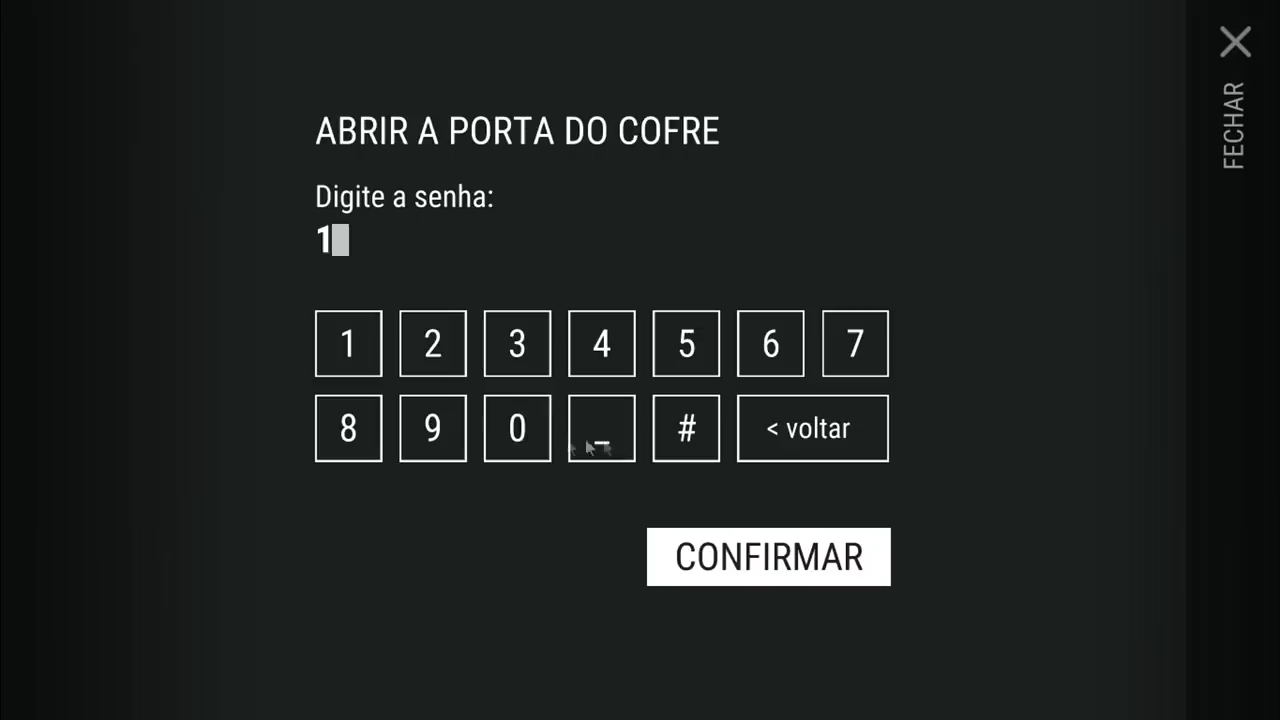 ABRIR A PORTA DO COFRE
Digite a senha:
1
1 2 3 4 5 6 7
8 9 0 _ # < voltar
CONFIRMAR
FECHAR